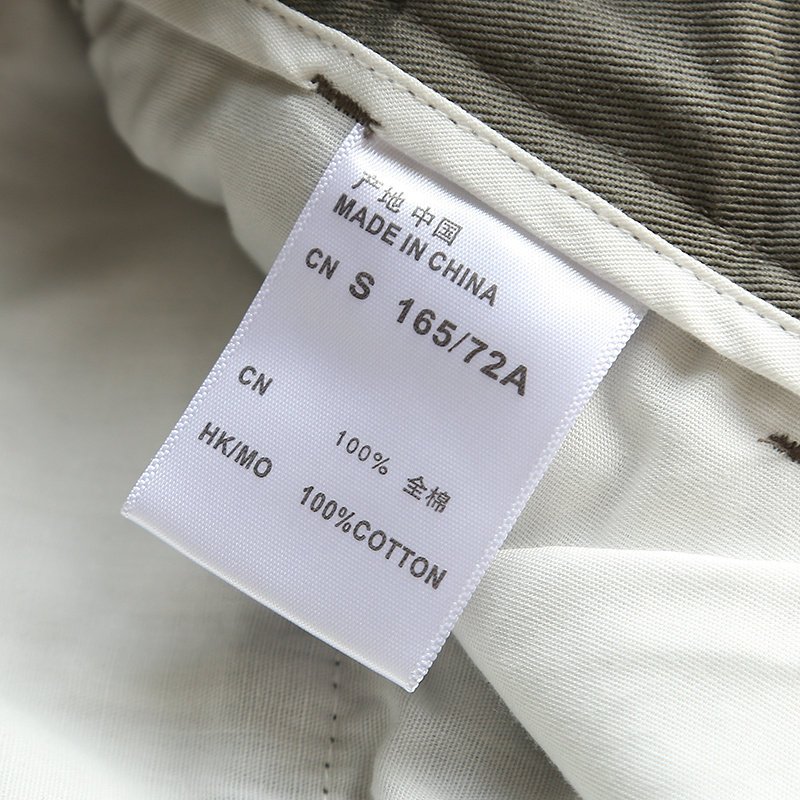 产地 中国
MADE IN CHINA
CN S 165/72A
CN 100% 全棉
HK/MO 100%COTTON